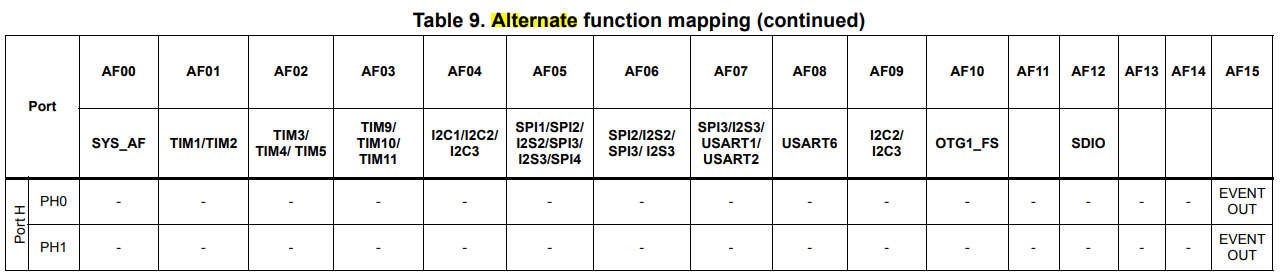 Table 9. Alternate function mapping (continued)
Port AF00 AF01 AF02 AF03 AF04 AF05 AF06 AF07 AF08 AF09 AF10 AF11 AF12 AF13 AF14 AF15
SYS_AF
TIM1/TIM2
TIM3/
TIM4/ TIM5
TIM9/
TIM10/
TIM11
I2C1/I2C2/
I2C3
SPI1/SPI2/
I2S2/SPI3/
I2S3/SPI4
SPI2/I2S2/
SPI3/ I2S3
SPI3/I2S3/
USART1/
USART2
USART6
I2C2/
I2C3
OTG1_FS
SDIO
Port H
PH0 - - - - - - - - - - - - - - - EVENT
OUT
PH1 - - - - - - - - - - - - - - - EVENT
OUT